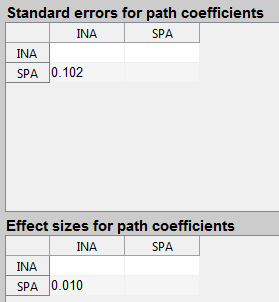 Standard errors for path coefficients
INA SPA
INA
SPA 0.102
Effect sizes for path coefficients
INA SPA
INA
SPA 0.010